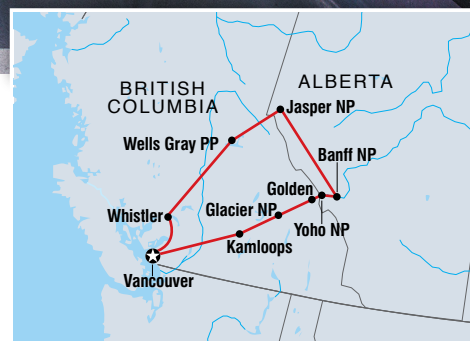 BRITISH
COLUMBIA
ALBERTA
Jasper NP
Wells Gray PP
Banff NP
Golden
Glacier NP
Yoho NP
Whistler
Kamloops
Vancouver